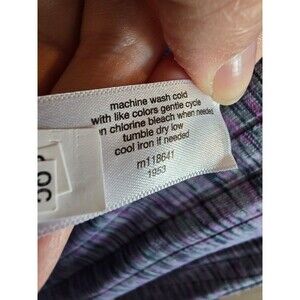 machine wash cold
with like colors gentle cycle
chlorine bleach when needed
tumble dry low
cool iron if needed
m118641
1953
QC